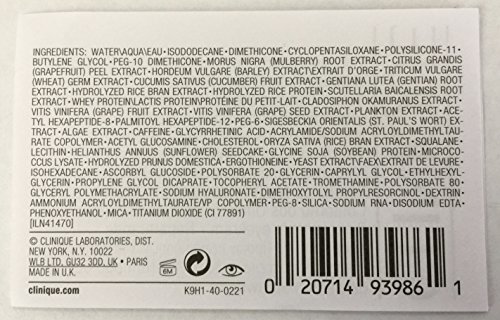 INGREDIENTS: WATER\AQUA\EAU•ISODODECANE•DIMETHICONE•CYCLOPENTASILOXANE•POLYSILICONE-11•
BUTYLENE GLYCOL•PEG-10 DIMETHICONE•MORUS NIGRA (MULBERRY) ROOT EXTRACT•CITRUS GRANDIS
(GRAPEFRUIT) PEEL EXTRACT•HORDEUM VULGARE (BARLEY) EXTRACT\EXTRAIT D'ORGE•TRITICUM VULGARE
(WHEAT) GERM EXTRACT•CUCUMIS SATIVUS (CUCUMBER) FRUIT EXTRACT•GENTIANA LUTEA (GENTIAN) ROOT
EXTRACT•HYDROLYZED RICE BRAN EXTRACT•HYDROLYZED RICE PROTEIN•SCUTELLARIA BAICALENSIS ROOT
EXTRACT•WHEY PROTEIN\LACTIS PROTEIN\PROTÉINE DU PETIT-LAIT•CLADOSIPHON OKAMURANUS EXTRACT•
VITIS VINIFERA (GRAPE) FRUIT EXTRACT•VITIS VINIFERA (GRAPE) SEED EXTRACT•PLANKTON EXTRACT•ACE-
TYL HEXAPEPTIDE-8•PALMITOYL HEXAPEPTIDE-12•PEG-6•SIGESBECKIA ORIENTALIS (ST. PAUL'S WORT) EX-
TRACT•ALGAE EXTRACT•CAFFEINE•GLYCYRRHETINIC ACID•ACRYLAMIDE/SODIUM ACRYLOYLDIMETHYLTAU-
RATE COPOLYMER•ACETYL GLUCOSAMINE•CHOLESTEROL•ORYZA SATIVA (RICE) BRAN EXTRACT•SQUALANE•
LECITHIN•HELIANTHUS ANNUUS (SUNFLOWER) SEEDCAKE•GLYCINE SOJA (SOYBEAN) PROTEIN•MICROCO-
CCUS LYSATE•HYDROLYZED PRUNUS DOMESTICA•ERGOTHIONEINE•YEAST EXTRACT\FAEX\EXTRAIT DE LEVURE•
ISOHEXADECANE•ASCORBYL GLUCOSIDE•POLYSORBATE 20•GLYCERIN•CAPRYLYL GLYCOL•ETHYLHEXYL-
GLYCERIN•PROPYLENE GLYCOL DICAPRATE•TOCOPHERYL ACETATE•TROMETHAMINE•POLYSORBATE 80•
GLYCERYL POLYMETHACRYLATE•SODIUM HYALURONATE•DIMETHOXYTOLYL PROPYLRESORCINOL•DEXTRIN•
AMMONIUM ACRYLOYLDIMETHYLTAURATE/VP COPOLYMER•PEG-8•SILICA•SODIUM RNA•DISODIUM EDTA•
PHENOXYETHANOL•MICA•TITANIUM DIOXIDE (CI 77891)
[ILN41470]
© CLINIQUE LABORATORIES, DIST.
NEW YORK, N.Y. 10022
WLB LTD. GU32 3DD, UK • PARIS
MADE IN U.K.
clinique.com
6M
K9H1-40-0221
0 20714 93986 1